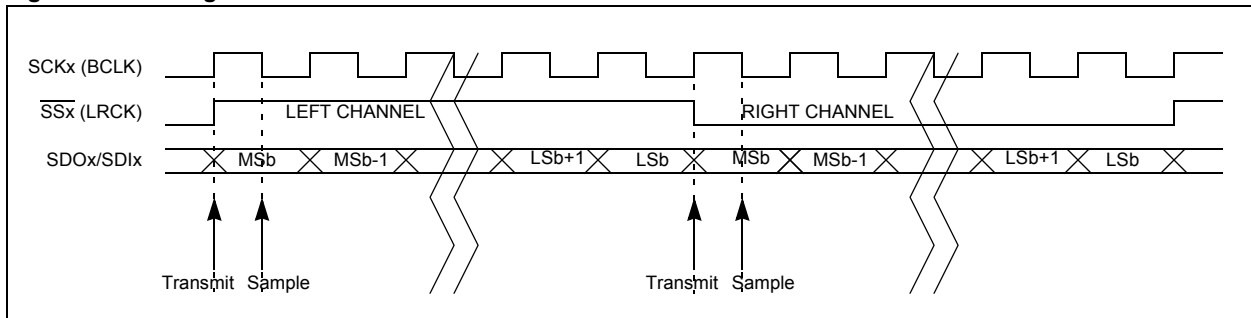 SCKx (BCLK)
SSx (LRCK)
LEFT CHANNEL
RIGHT CHANNEL
SDOx/SDIx
MSb
MSb-1
LSb+1
LSb
MSb
MSb-1
LSb+1
LSb
Transmit
Sample
Transmit
Sample